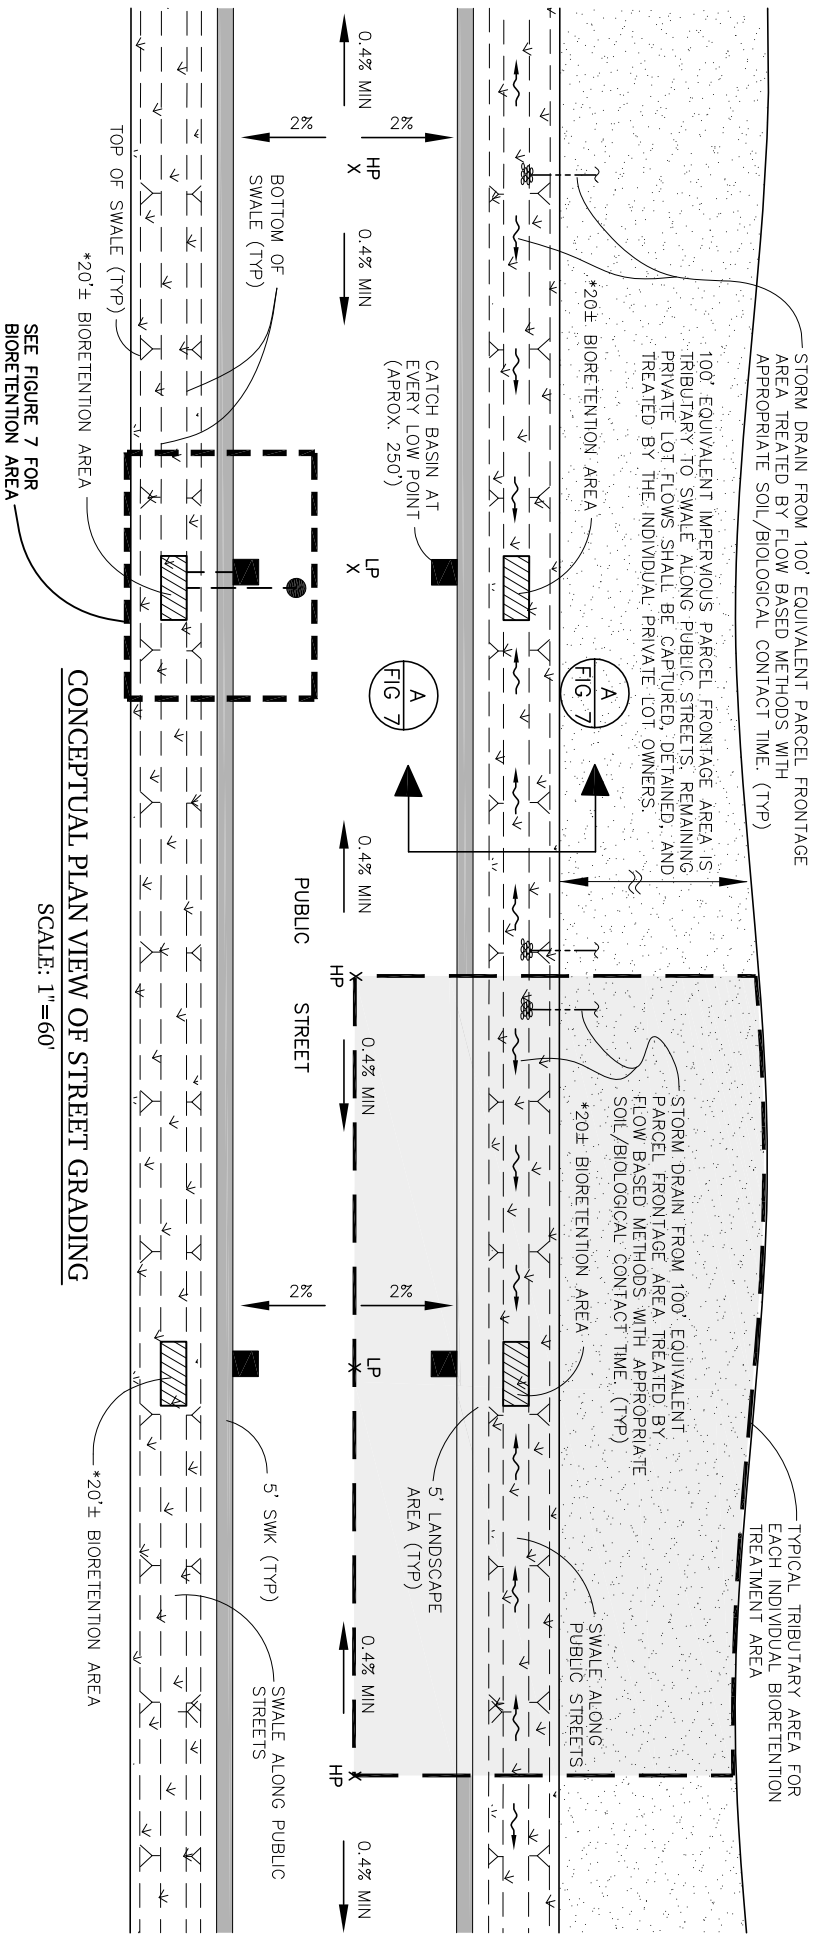 STORM DRAIN FROM 100' EQUIVALENT PARCEL FRONTAGE
AREA TREATED BY FLOW BASED METHODS WITH
APPROPRIATE SOIL/BIOLOGICAL CONTACT TIME. (TYP)
100' EQUIVALENT IMPERVIOUS PARCEL FRONTAGE AREA IS
TRIBUTARY TO SWALE ALONG PUBLIC STREETS. REMAINING
PRIVATE LOT FLOWS SHALL BE CAPTURED, DETAINED, AND
TREATED BY THE INDIVIDUAL PRIVATE LOT OWNERS.
TYPICAL TRIBUTARY AREA FOR
EACH INDIVIDUAL BIORETENTION
TREATMENT AREA
STORM DRAIN FROM 100' EQUIVALENT
PARCEL FRONTAGE AREA TREATED BY
FLOW BASED METHODS WITH APPROPRIATE
SOIL/BIOLOGICAL CONTACT TIME. (TYP)
*20± BIORETENTION AREA
A
FIG 7
*20± BIORETENTION AREA
SWALE ALONG
PUBLIC STREETS
CATCH BASIN AT
EVERY LOW POINT
(APROX. 250')
A
FIG 7
5' LANDSCAPE
AREA (TYP)
0.4% MIN
2%
HP
X
0.4% MIN
LP
X
0.4% MIN
HP
X
0.4% MIN
2%
LP
X
0.4% MIN
HP
X
0.4% MIN
2%
PUBLIC STREET
2%
BOTTOM OF
SWALE (TYP)
5' SWK (TYP)
SWALE ALONG PUBLIC
STREETS
TOP OF SWALE (TYP)
*20'± BIORETENTION AREA
*20'± BIORETENTION AREA
SEE FIGURE 7 FOR
BIORETENTION AREA
CONCEPTUAL PLAN VIEW OF STREET GRADING
SCALE: 1"=60'